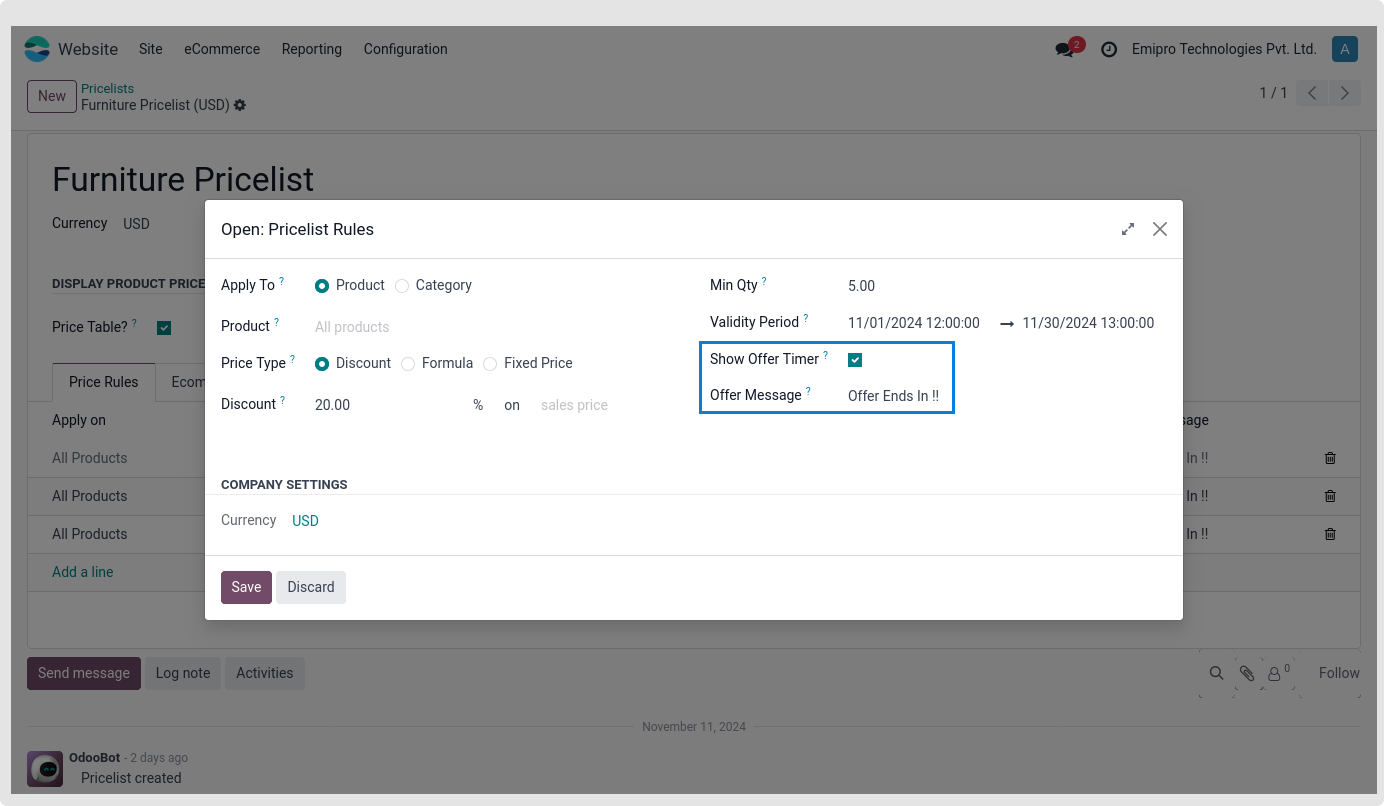 Website Site eCommerce Reporting Configuration 2 Emipro Technologies Pvt. Ltd. A
New
Pricelists
Furniture Pricelist (USD)
1 / 1
Furniture Pricelist
Currency USD
DISPLAY PRODUCT PRICE
Price Table? ?
Price Rules Ecom
Apply on sage
All Products In !!
All Products In !!
All Products In !!
Add a line
Open: Pricelist Rules
Apply To ? Product Category
Product ? All products
Price Type ? Discount Formula Fixed Price
Discount ? 20.00 % on sales price
Min Qty ? 5.00
Validity Period ? 11/01/2024 12:00:00 → 11/30/2024 13:00:00
Show Offer Timer ?
Offer Message ? Offer Ends In !!
COMPANY SETTINGS
Currency USD
Save Discard
Send message Log note Activities 0 Follow
November 11, 2024
OdooBot - 2 days ago
Pricelist created